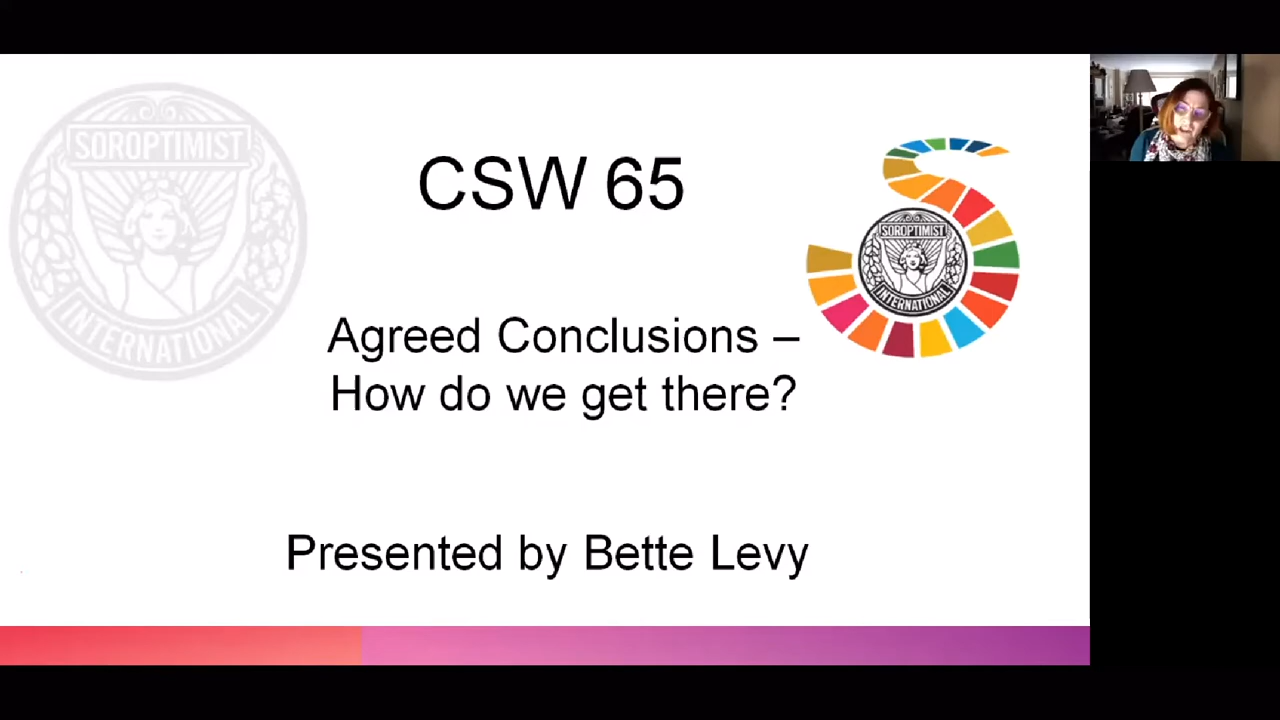 SOROPTIMIST
INTERNATIONAL
CSW 65
SOROPTIMIST
INTERNATIONAL
Agreed Conclusions –
How do we get there?
Presented by Bette Levy